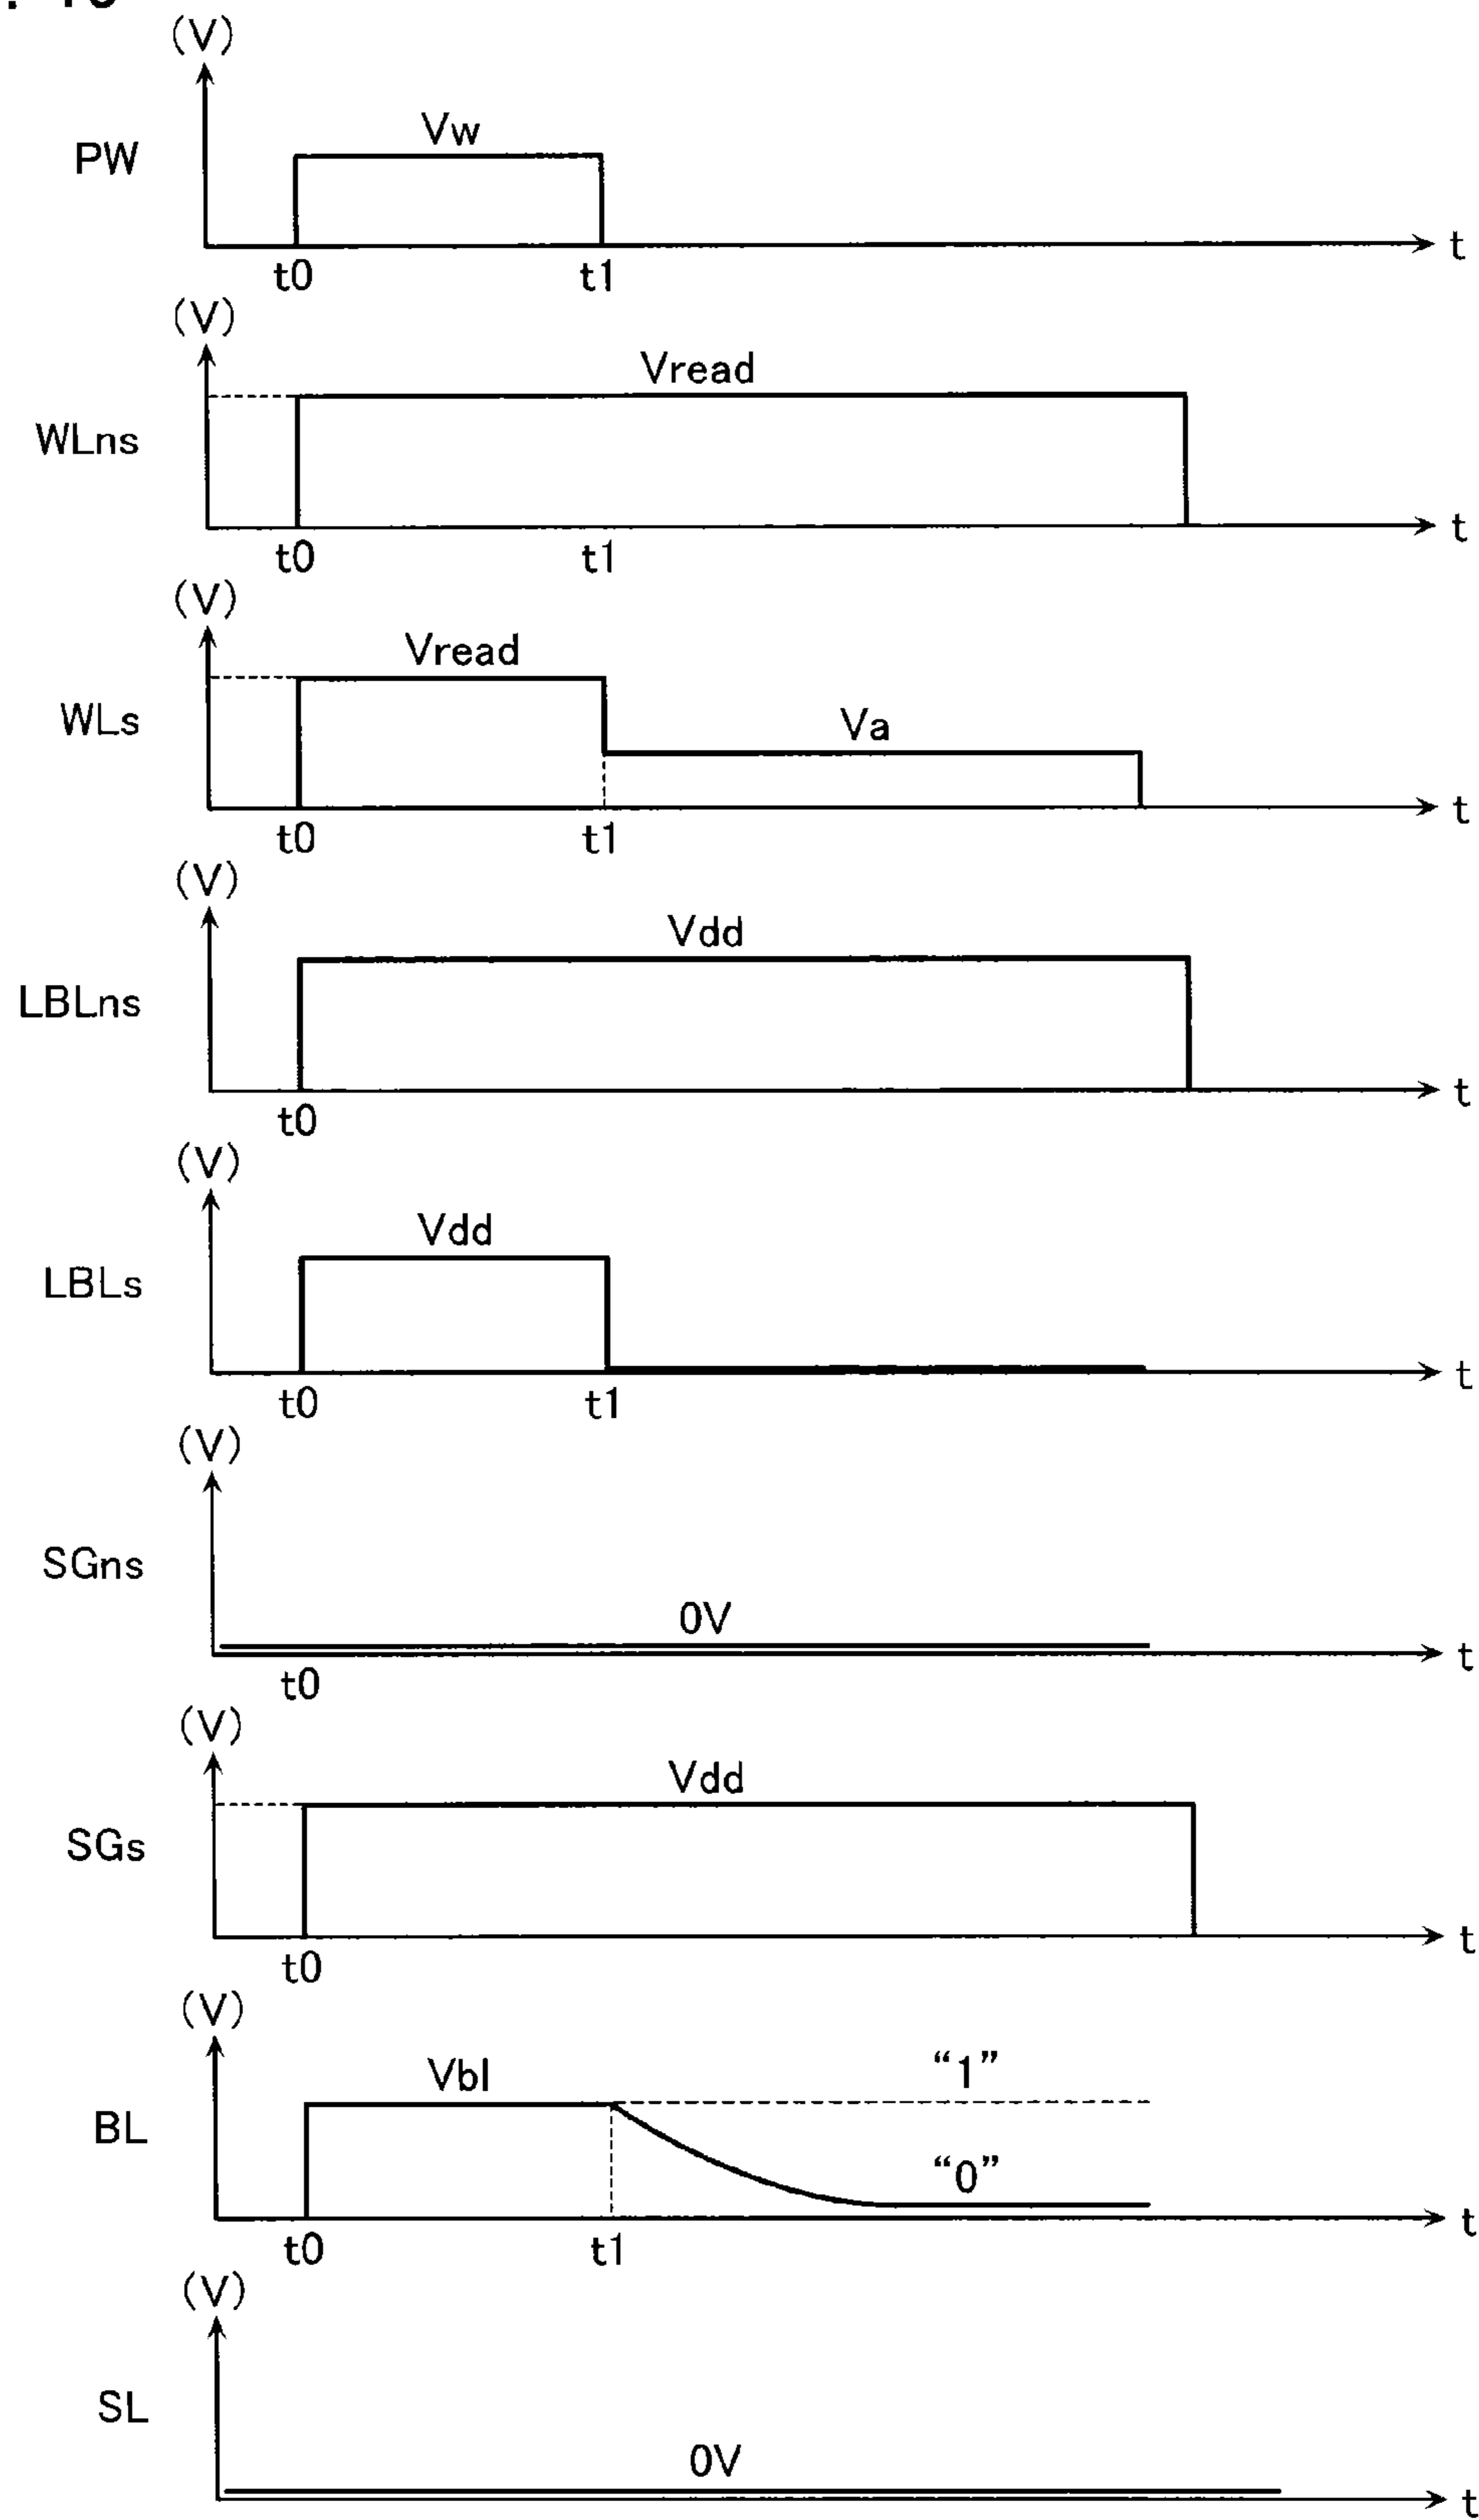 (V)
PW
Vw
t
t0 t1
(V)
WLns
Vread
t
t0 t1
(V)
WLs
Vread
Va
t
t0 t1
(V)
LBLns
Vdd
t
t0
(V)
LBLs
Vdd
t
t0 t1
(V)
SGns
0V
t
t0
(V)
SGs
Vdd
t
t0
(V)
BL
Vbl
“1”
“0”
t
t0 t1
(V)
SL
0V
t